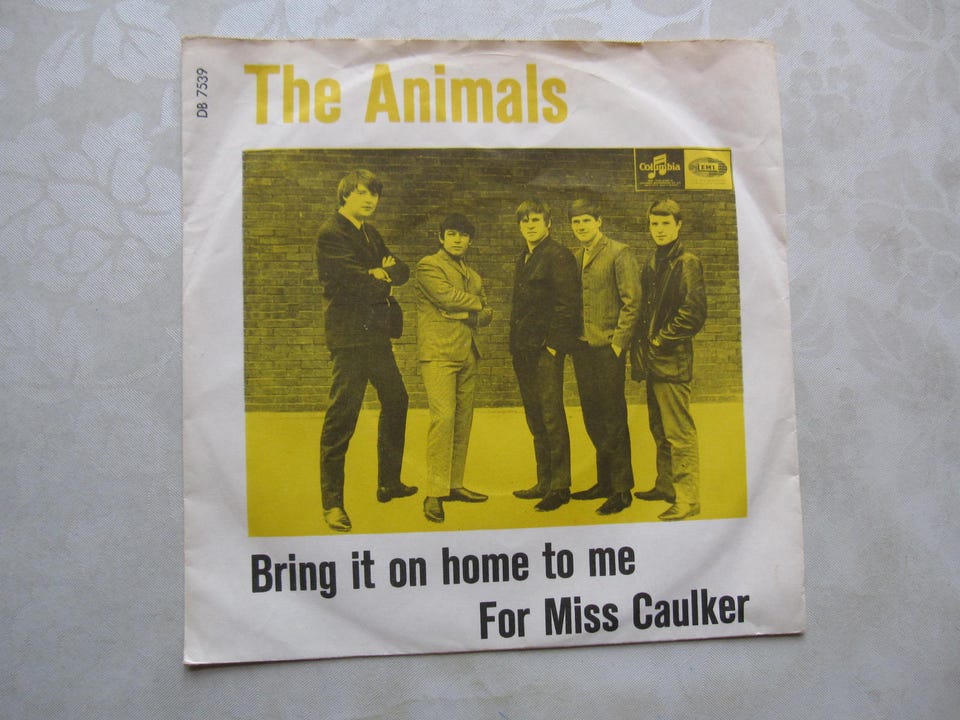 DB 7539
The Animals
Columbia
EMI
Bring it on home to me
For Miss Caulker